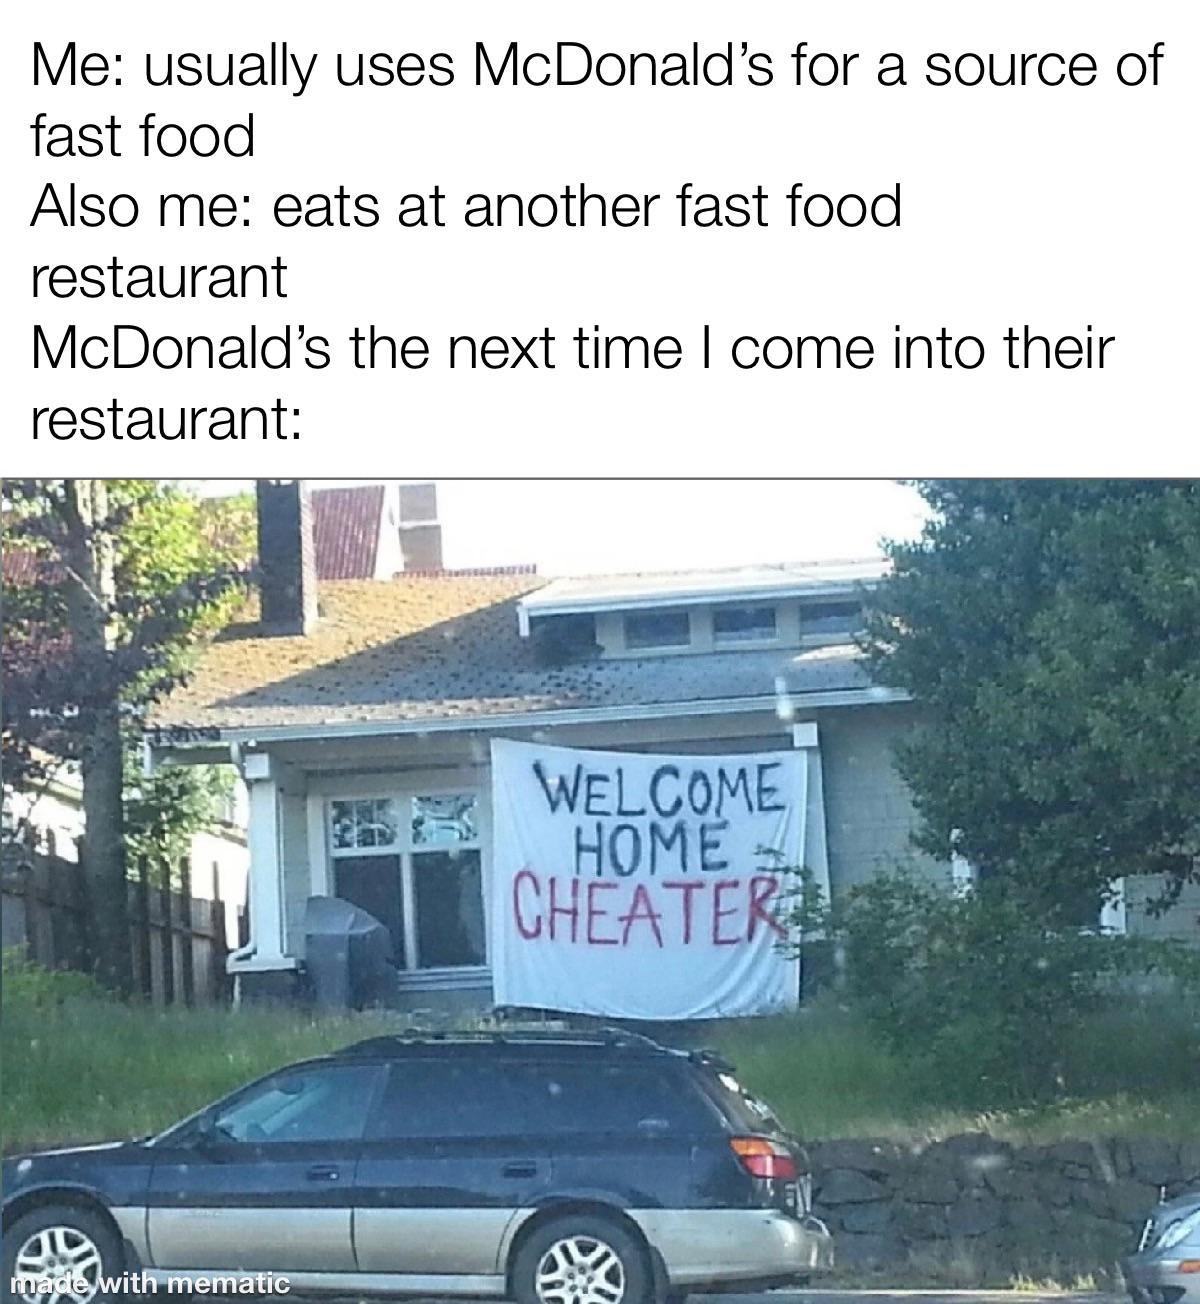 Me: usually uses McDonald’s for a source of
fast food
Also me: eats at another fast food
restaurant
McDonald’s the next time I come into their
restaurant:
WELCOME
HOME
CHEATER
made with mematic